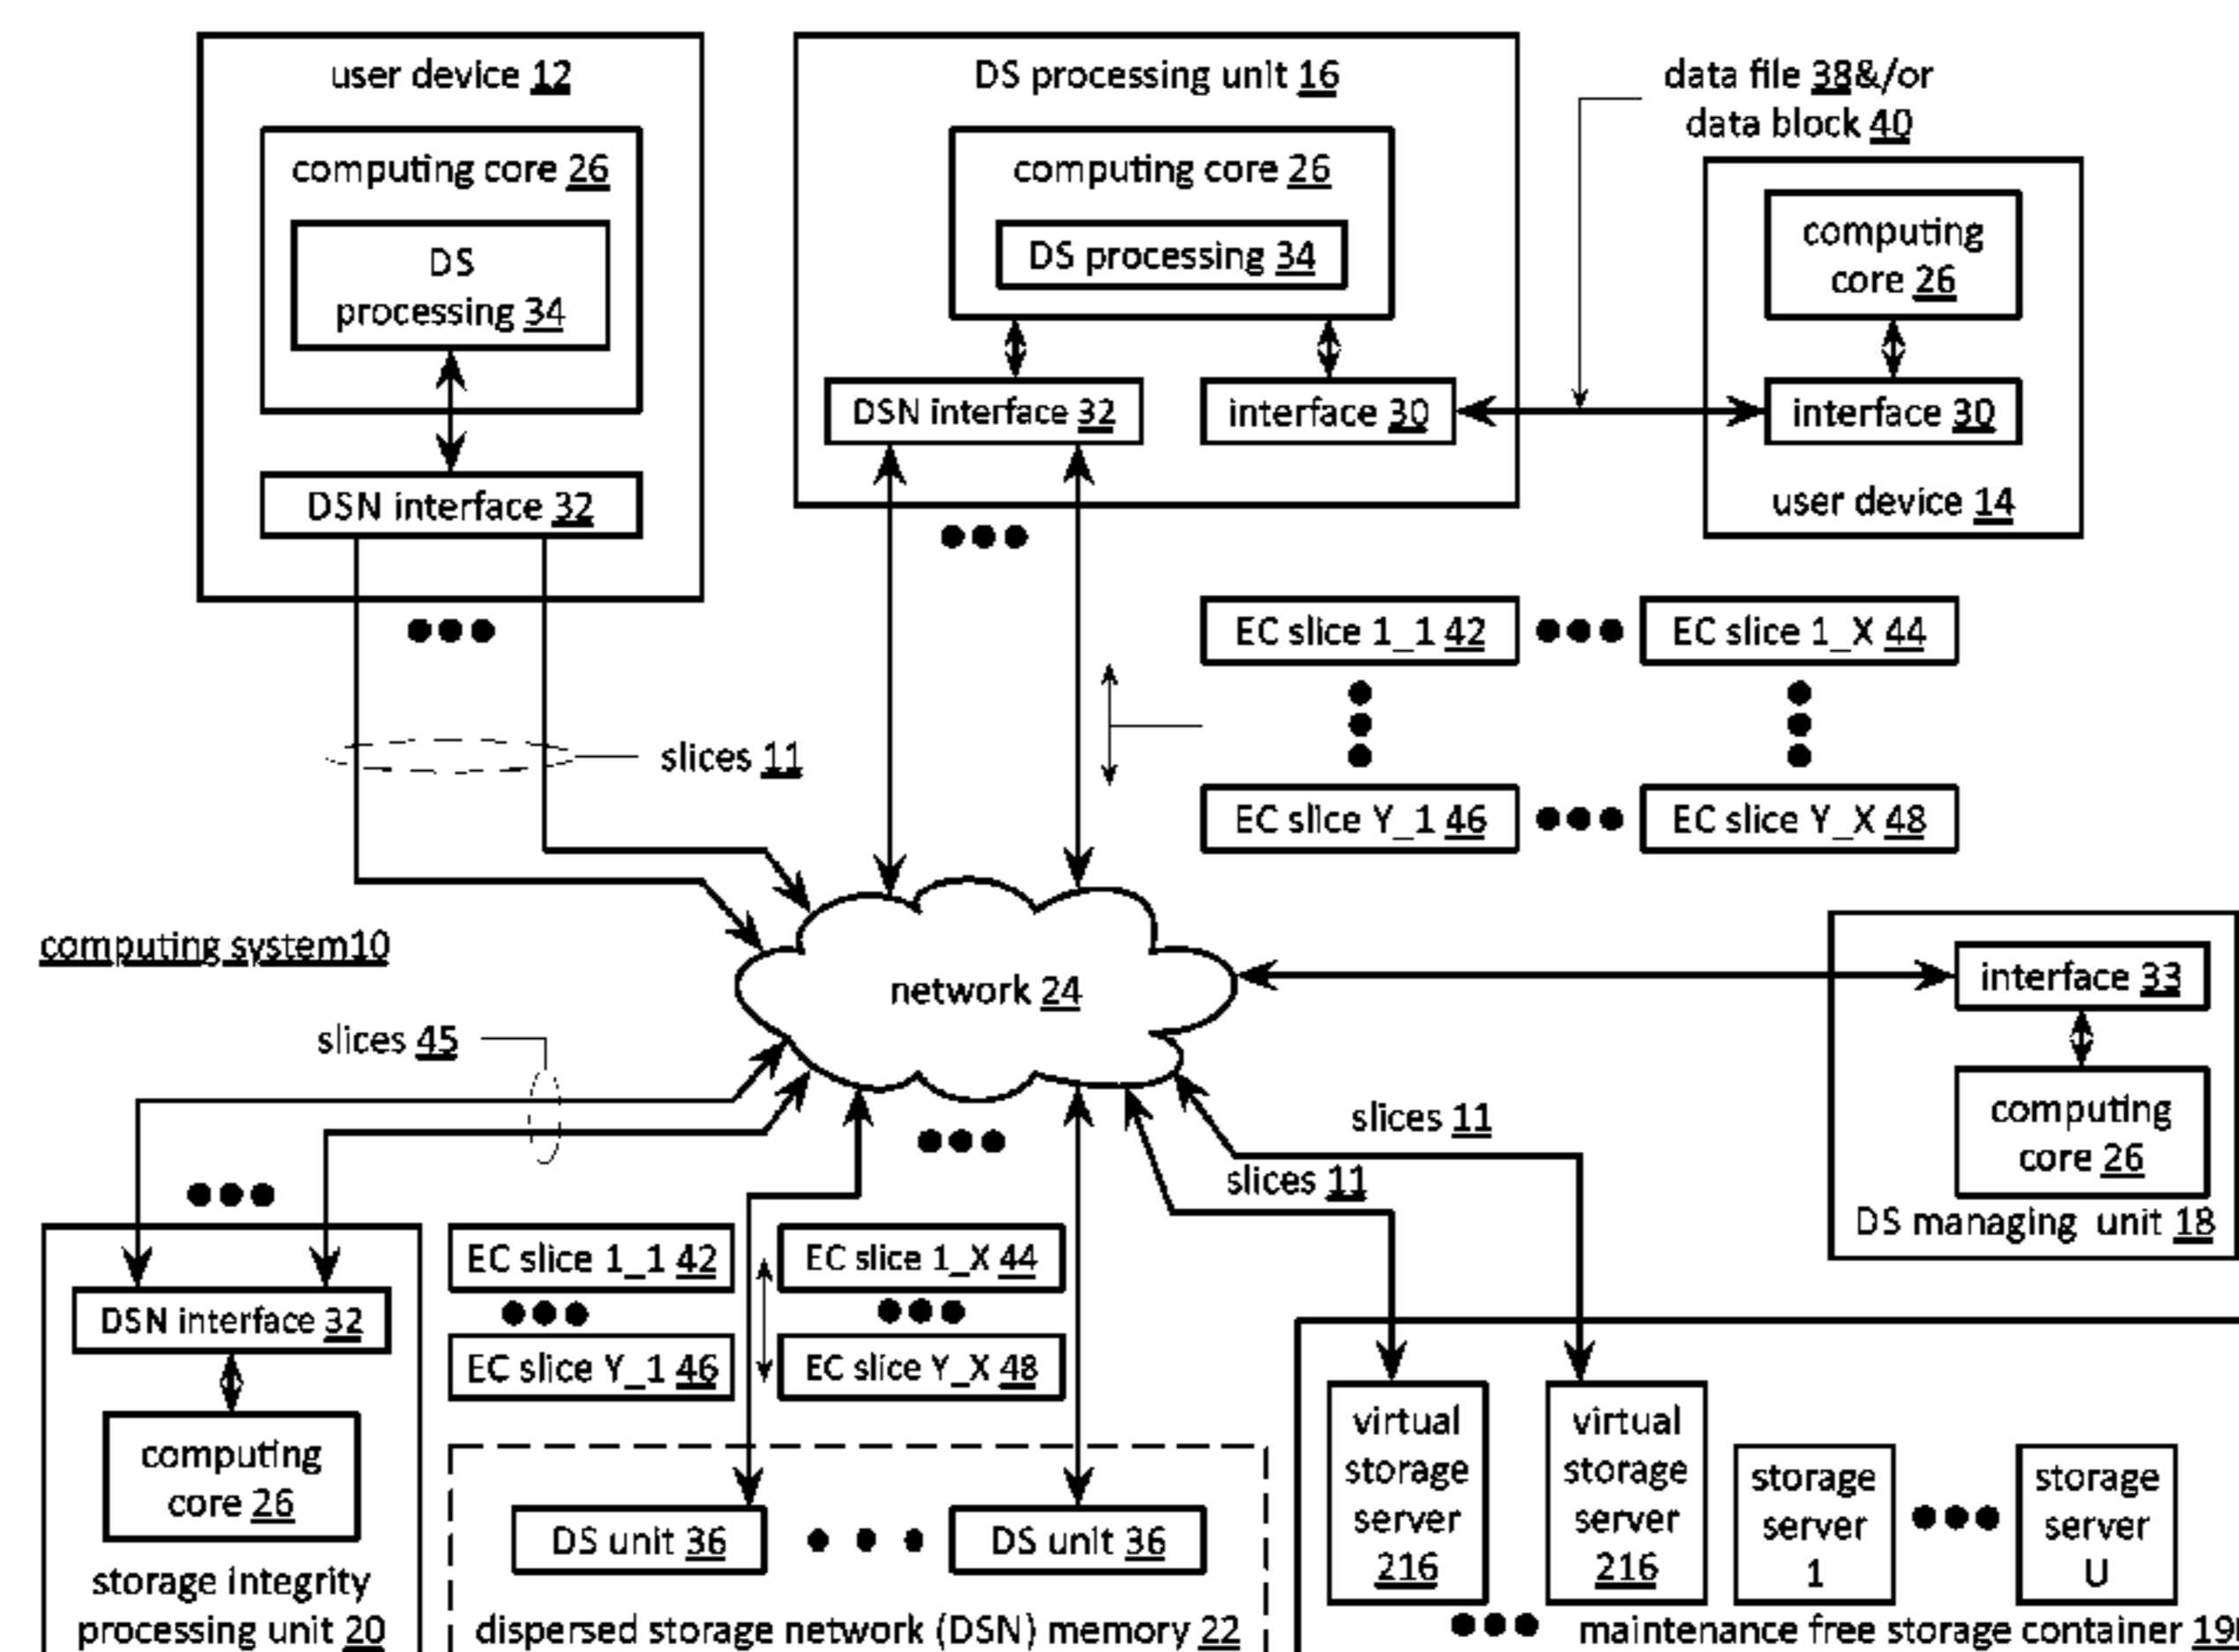 user device 12
computing core 26
DS
processing 34
DSN interface 32
DS processing unit 16
computing core 26
DS processing 34
DSN interface 32
interface 30
data file 38&/or
data block 40
computing
core 26
interface 30
user device 14
EC slice 1_1 42
EC slice 1_X 44
EC slice Y_1 46
EC slice Y_X 48
slices 11
computing system10
network 24
interface 33
computing
core 26
DS managing unit 18
slices 45
slices 11
slices 11
DSN interface 32
computing
core 26
storage integrity
processing unit 20
EC slice 1_1 42
EC slice 1_X 44
EC slice Y_1 46
EC slice Y_X 48
DS unit 36
DS unit 36
dispersed storage network (DSN) memory 22
virtual
storage
server
216
virtual
storage
server
216
storage
server
1
storage
server
U
maintenance free storage container 19